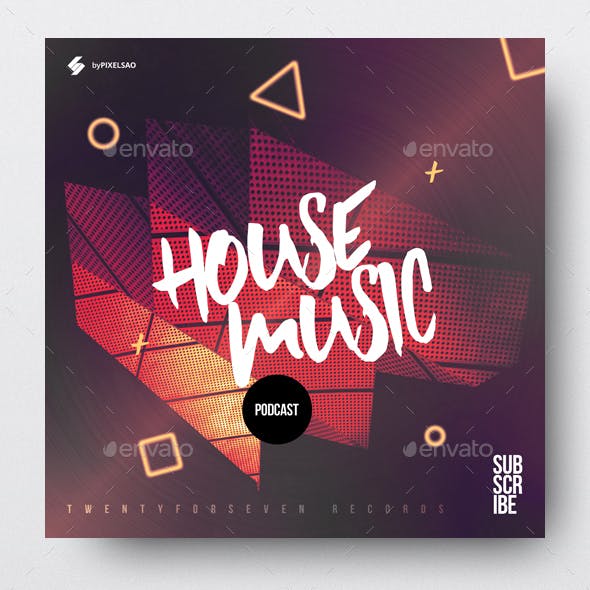 byPIXELSAO
envato
envato
HOUSE
MUSIC
PODCAST
envato
envato
SUB
SCR
IBE
TWENTYFORSEVEN RECORDS